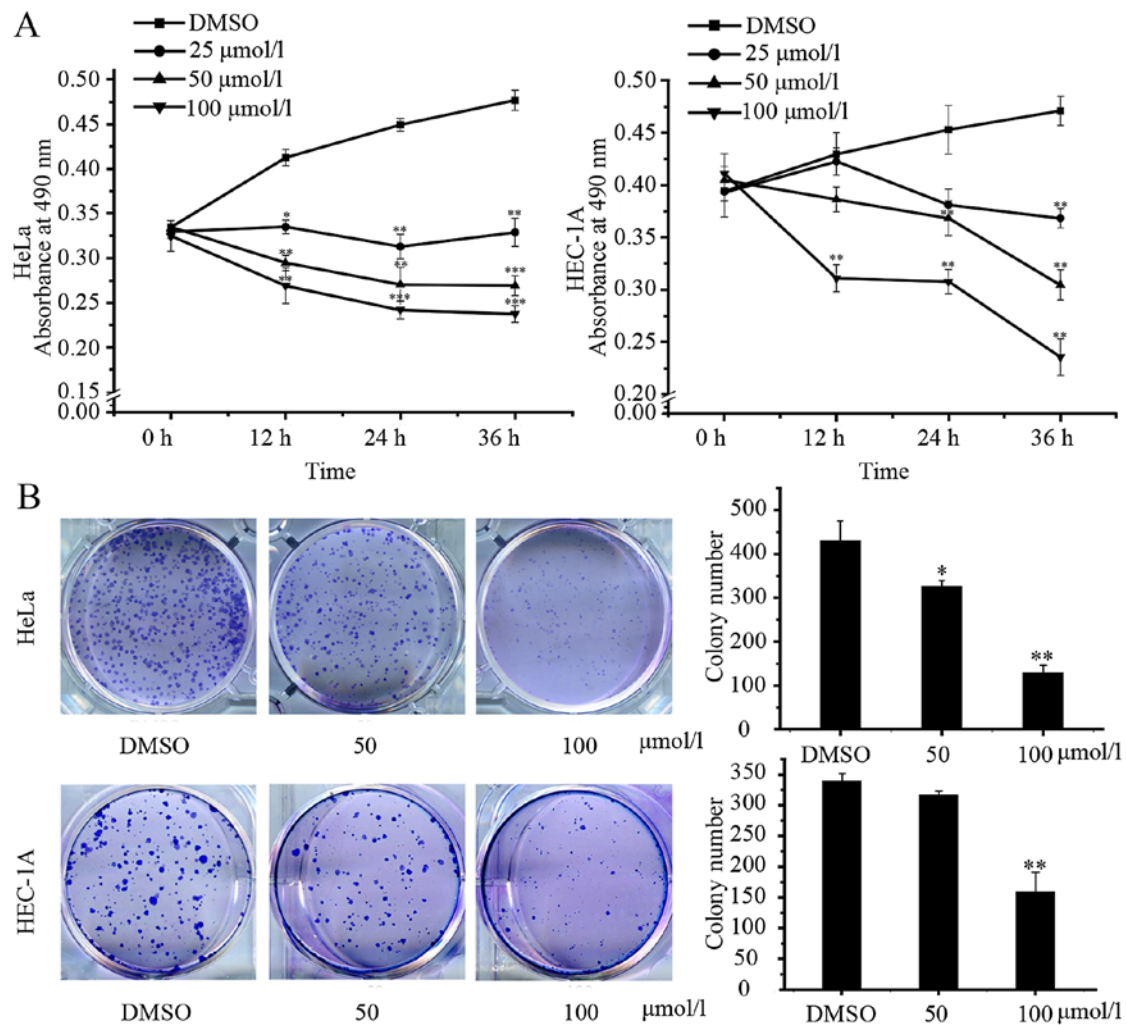 A
DMSO
25 μmol/l
50 μmol/l
100 μmol/l
HeLa
Absorbance at 490 nm
0.50
0.45
0.40
0.35
0.30
0.25
0.20
0.15
0.00
*
**
**
**
**
***
**
***
***
0 h
12 h
24 h
36 h
Time
DMSO
25 μmol/l
50 μmol/l
100 μmol/l
HEC-1A
Absorbance at 490 nm
0.50
0.45
0.40
0.35
0.30
0.25
0.20
0.00
**
**
**
**
**
**
0 h
12 h
24 h
36 h
Time
B
HeLa
DMSO
50
100
μmol/l
Colony number
500
400
300
200
100
0
*
**
DMSO
50
100
μmol/l
HEC-1A
DMSO
50
100
μmol/l
Colony number
350
300
250
200
150
100
50
0
**
DMSO
50
100
μmol/l